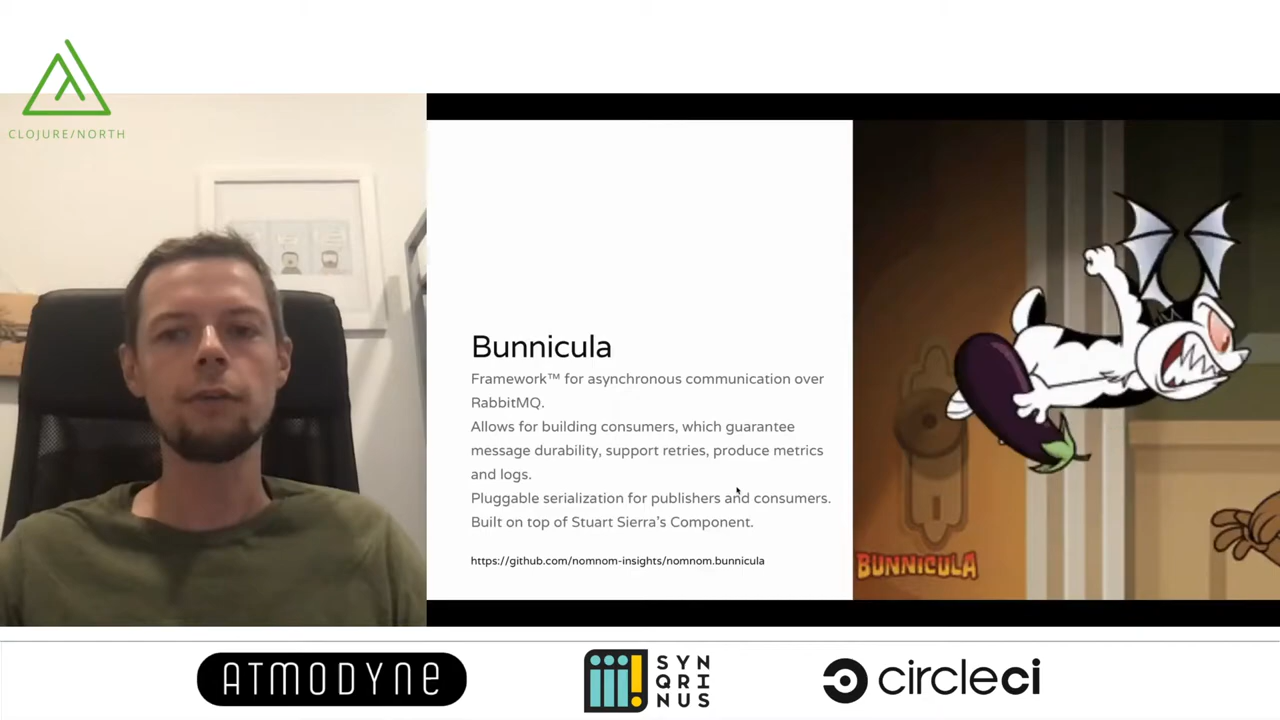 CLOJURE/NORTH
Bunnicula
Framework™ for asynchronous communication over
RabbitMQ.
Allows for building consumers, which guarantee
message durability, support retries, produce metrics
and logs.
Pluggable serialization for publishers and consumers.
Built on top of Stuart Sierra's Component.
https://github.com/nomnom-insights/nomnom.bunnicula
BUNNICULA
ATMODYNE
SYN
QRI
NUS
circleci